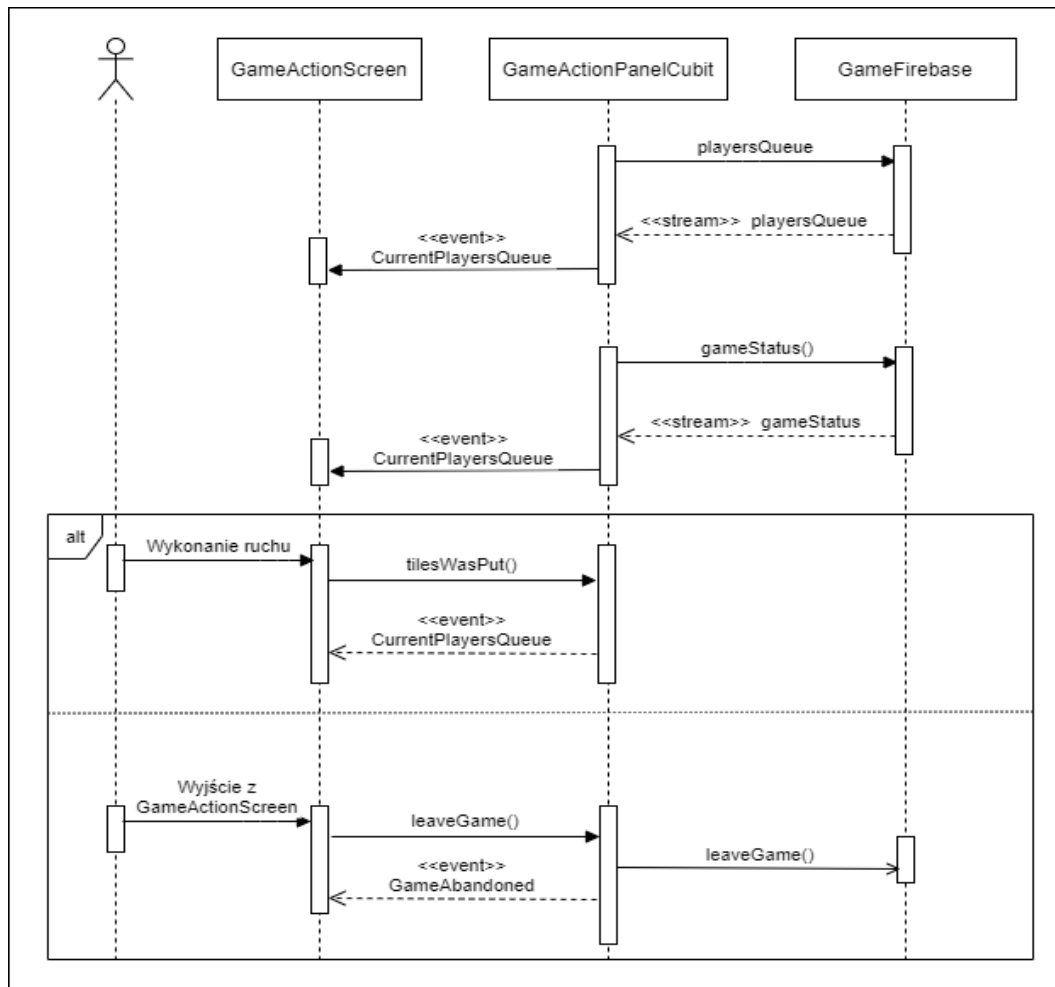 GameActionScreen
GameActionPanelCubit
GameFirebase
playersQueue
<<stream>> playersQueue
<<event>>
CurrentPlayersQueue
gameStatus()
<<stream>> gameStatus
<<event>>
CurrentPlayersQueue
alt
Wykonanie ruchu
tilesWasPut()
<<event>>
CurrentPlayersQueue
Wyjście z
GameActionScreen
leaveGame()
leaveGame()
<<event>>
GameAbandoned